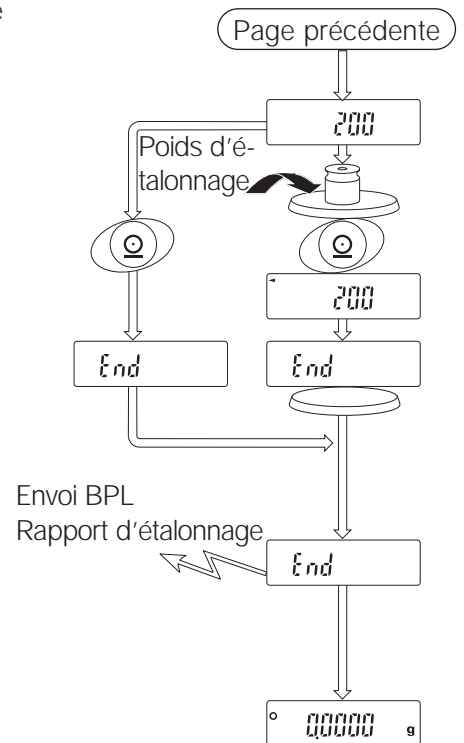 e
Page précédente
200
Poids d'é-
talonnage
200
End
End
Envoi BPL
Rapport d'étalonnage
End
0.0000 g